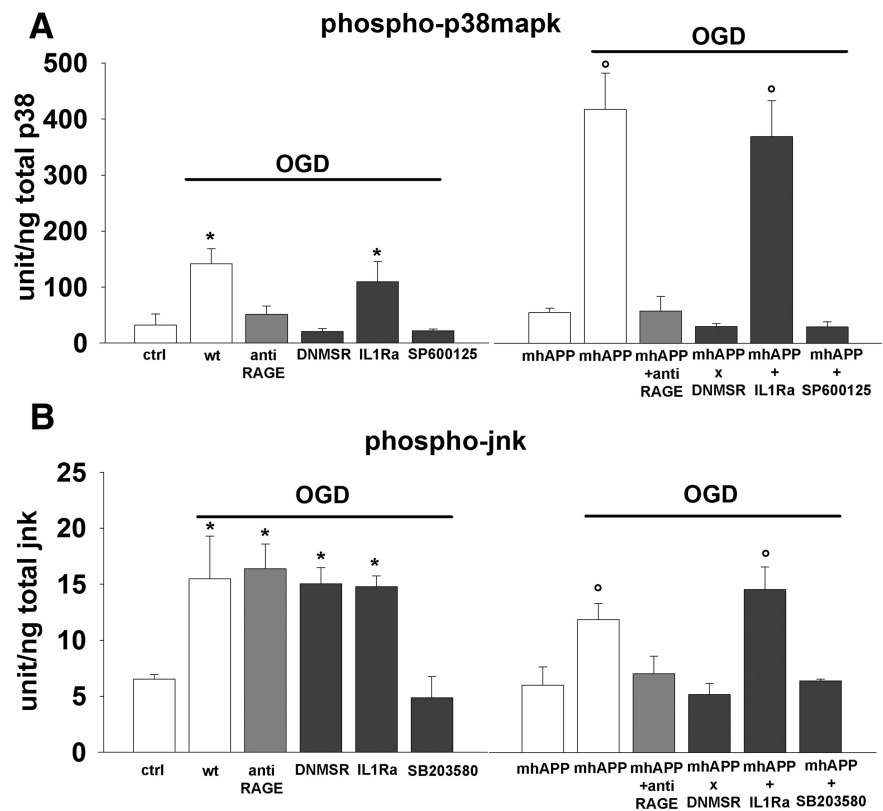 A
phospho-p38mapk
OGD
OGD
unit/ng total p38
500
400
300
200
100
0
*
*
°
°
ctrl
wt
anti
RAGE
DNMSR
IL1Ra
SP600125
mhAPP
mhAPP
mhAPP
+anti
RAGE
mhAPP
x
DNMSR
mhAPP
+
IL1Ra
mhAPP
+
SP600125
B
phospho-jnk
OGD
OGD
unit/ng total jnk
25
20
15
10
5
0
*
*
*
*
°
°
ctrl
wt
anti
RAGE
DNMSR
IL1Ra
SB203580
mhAPP
mhAPP
mhAPP
+anti
RAGE
mhAPP
x
DNMSR
mhAPP
+
IL1Ra
mhAPP
+
SB203580